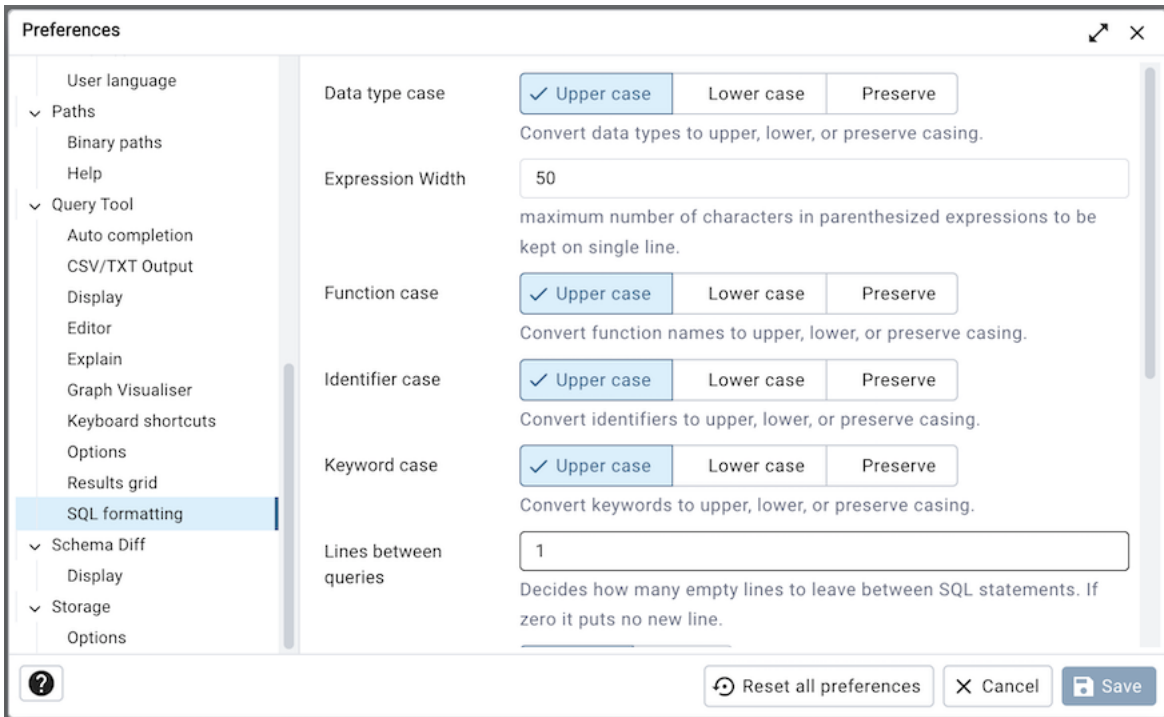 Preferences
User language
Paths
Binary paths
Help
Query Tool
Auto completion
CSV/TXT Output
Display
Editor
Explain
Graph Visualiser
Keyboard shortcuts
Options
Results grid
SQL formatting
Schema Diff
Display
Storage
Options
Data type case
Upper case Lower case Preserve
Convert data types to upper, lower, or preserve casing.
Expression Width
50
maximum number of characters in parenthesized expressions to be
kept on single line.
Function case
Upper case Lower case Preserve
Convert function names to upper, lower, or preserve casing.
Identifier case
Upper case Lower case Preserve
Convert identifiers to upper, lower, or preserve casing.
Keyword case
Upper case Lower case Preserve
Convert keywords to upper, lower, or preserve casing.
Lines between
queries
1
Decides how many empty lines to leave between SQL statements. If
zero it puts no new line.
? Reset all preferences Cancel Save